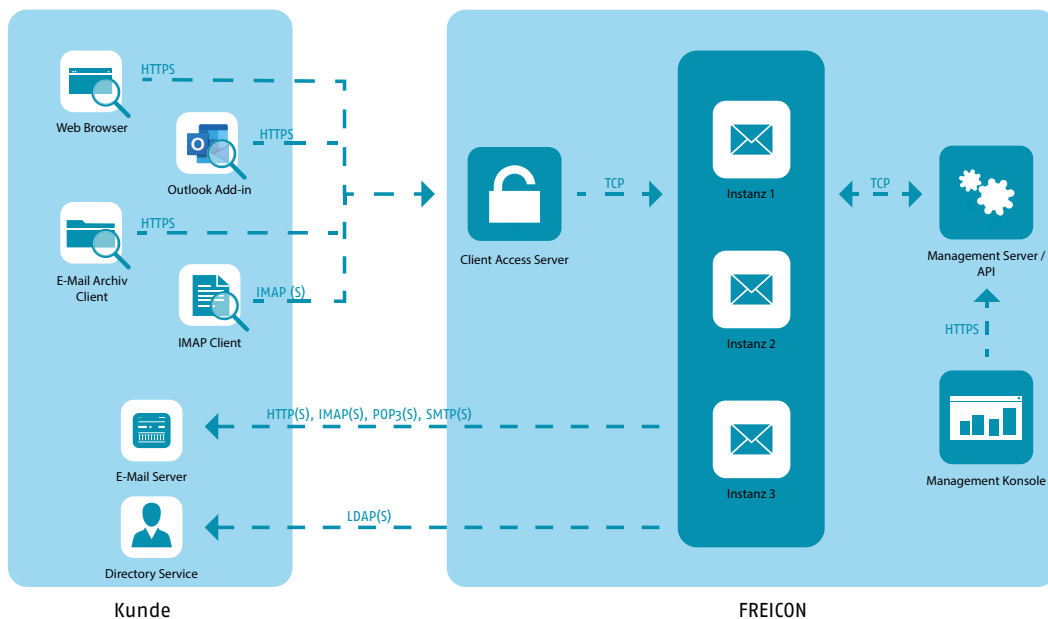 HTTPS
Web Browser
HTTPS
Outlook Add-in
HTTPS
E-Mail Archiv
Client
IMAP (S)
IMAP Client
HTTP(S), IMAP(S), POP3(S), SMTP(S)
E-Mail Server
LDAP(S)
Directory Service
Kunde
Client Access Server
TCP
Instanz 1
Instanz 2
Instanz 3
TCP
Management Server /
API
HTTPS
Management Konsole
FREICON